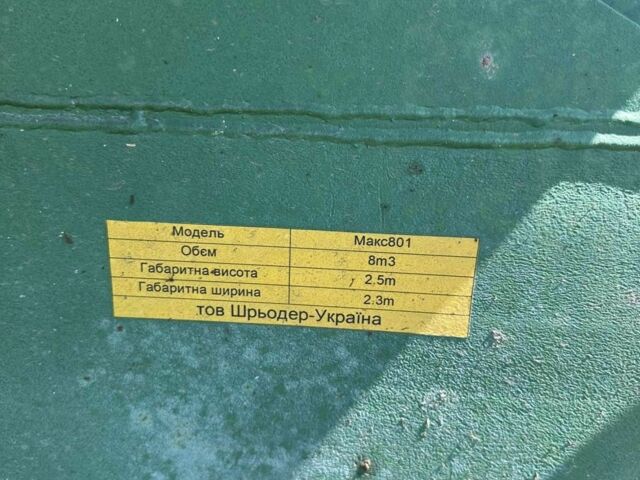 Модель Макс801
Обєм 8m3
Габаритна висота 2.5m
Габаритна ширина 2.3m
тов Шрьодер-Україна